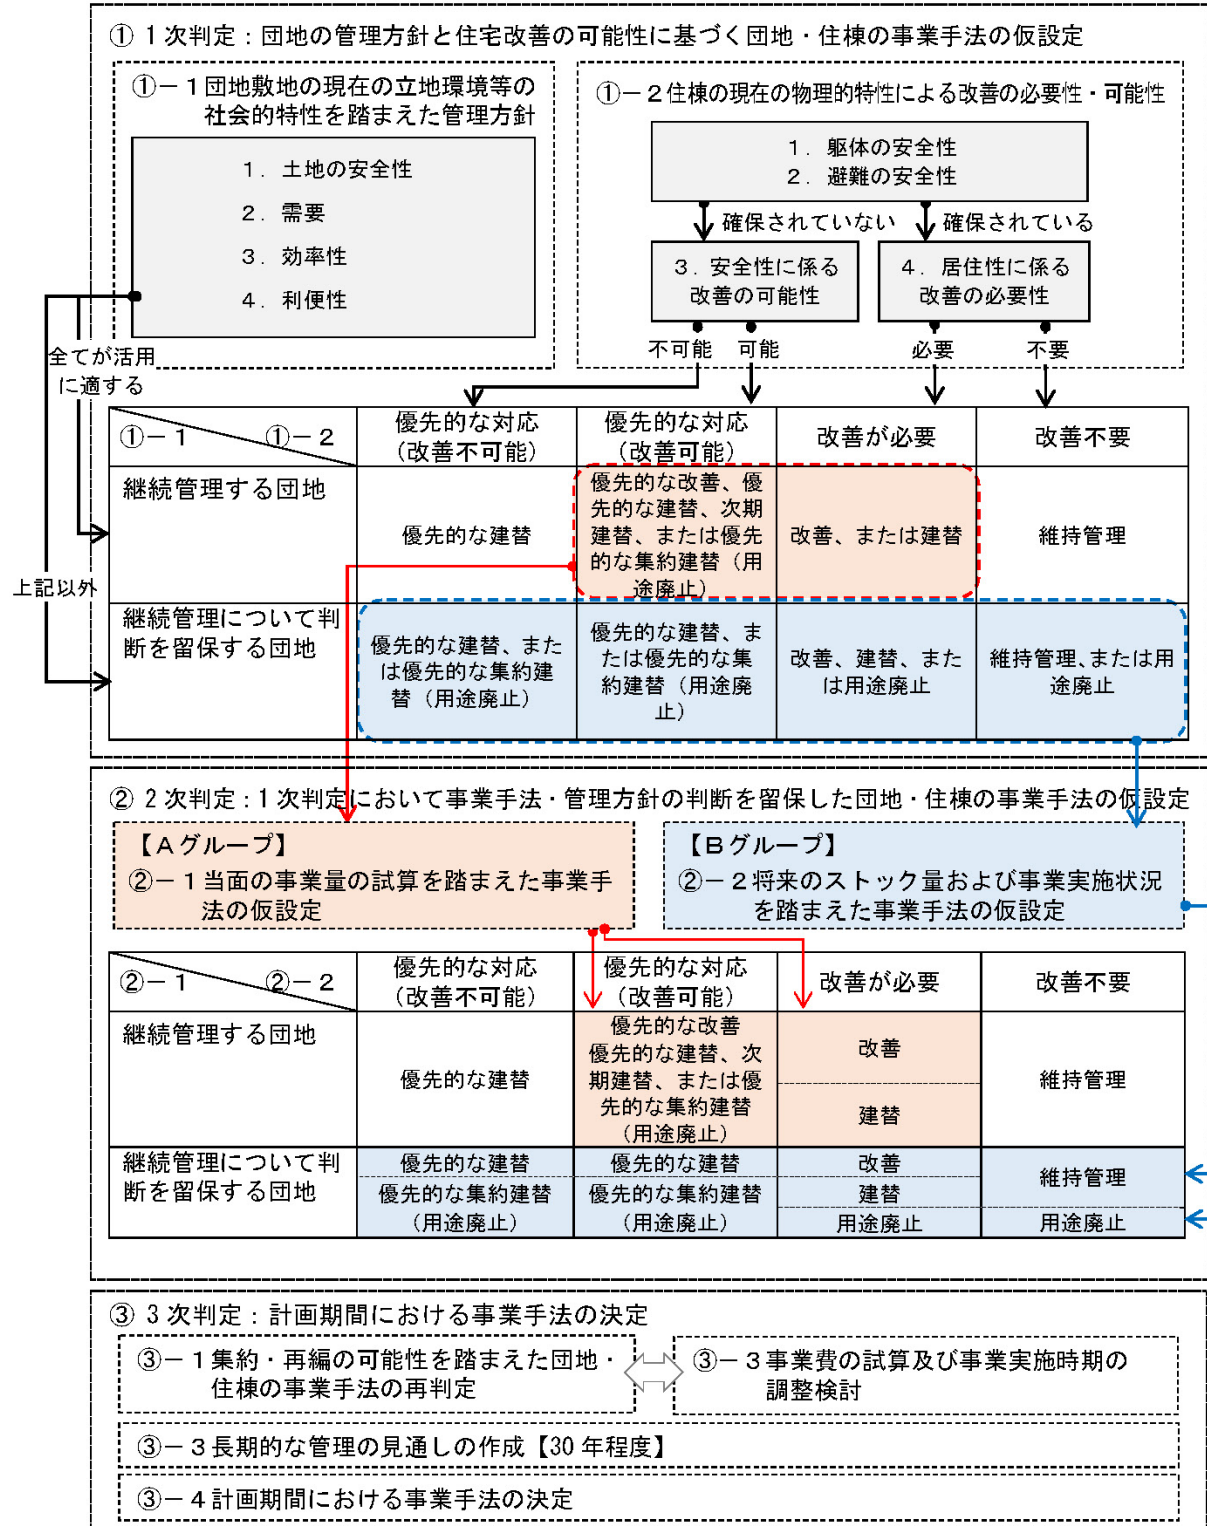 ① 1次判定：団地の管理方針と住宅改善の可能性に基づく団地・住棟の事業手法の仮設定
①－１団地敷地の現在の立地環境等の
社会的特性を踏まえた管理方針
１．土地の安全性
２．需要
３．効率性
４．利便性
①－２住棟の現在の物理的特性による改善の必要性・可能性
１．躯体の安全性
２．避難の安全性
確保されていない
確保されている
３．安全性に係る
改善の可能性
４．居住性に係る
改善の必要性
不可能
可能
必要
不要
全てが活用
に適する
上記以外
①－１
①－２
優先的な対応
（改善不可能）
優先的な対応
（改善可能）
改善が必要
改善不要
継続管理する団地
優先的な建替
優先的な改善、優
先的な建替、次期
建替、または優先
的な集約建替（用
途廃止）
改善、または建替
維持管理
継続管理について判
断を留保する団地
優先的な建替、また
は優先的な集約建
替（用途廃止）
優先的な建替、ま
たは優先的な集
約建替（用途廃
止）
改善、建替、また
は用途廃止
維持管理、または用
途廃止
② 2次判定：1次判定において事業手法・管理方針の判断を留保した団地・住棟の事業手法の仮設定
【Aグループ】
②－１当面の事業量の試算を踏まえた事業手
法の仮設定
【Bグループ】
②－２将来のストック量および事業実施状況
を踏まえた事業手法の仮設定
②－１
②－２
優先的な対応
（改善不可能）
優先的な対応
（改善可能）
改善が必要
改善不要
継続管理する団地
優先的な建替
優先的な改善
優先的な建替、次
期建替、または優
先的な集約建替
（用途廃止）
改善
建替
維持管理
継続管理について判
断を留保する団地
優先的な建替
優先的な集約建替
（用途廃止）
優先的な建替
優先的な集約建替
（用途廃止）
改善
建替
用途廃止
維持管理
用途廃止
③ 3次判定：計画期間における事業手法の決定
③－１集約・再編の可能性を踏まえた団地・
住棟の事業手法の再判定
③－３事業費の試算及び事業実施時期の
調整検討
③－３長期的な管理の見通しの作成【30年程度】
③－４計画期間における事業手法の決定